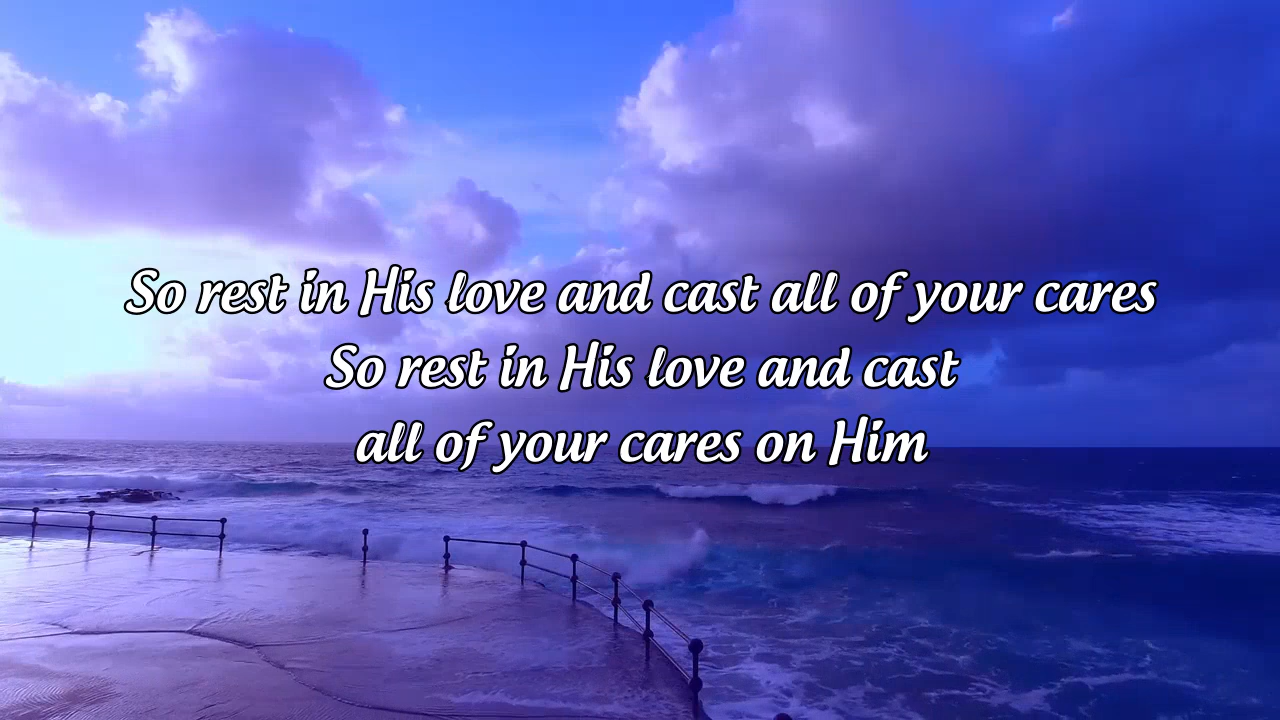 So rest in His love and cast all of your cares
So rest in His love and cast
all of your cares on Him